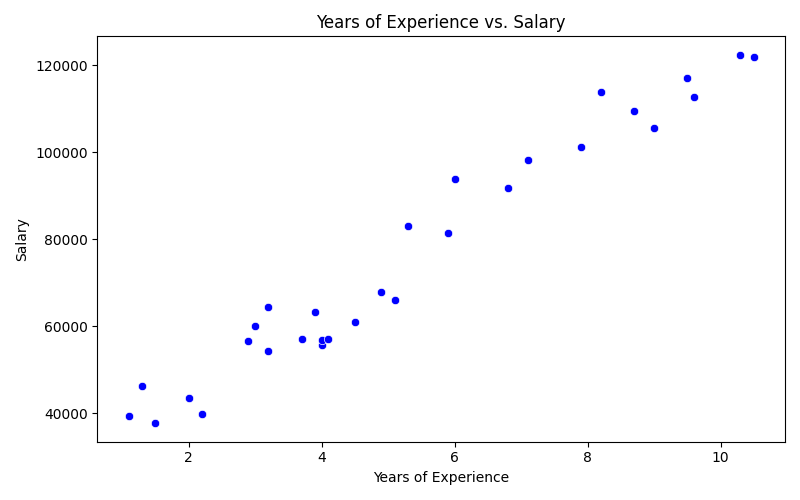 Years of Experience vs. Salary
120000
100000
80000
60000
40000
Salary
2 4 6 8 10
Years of Experience